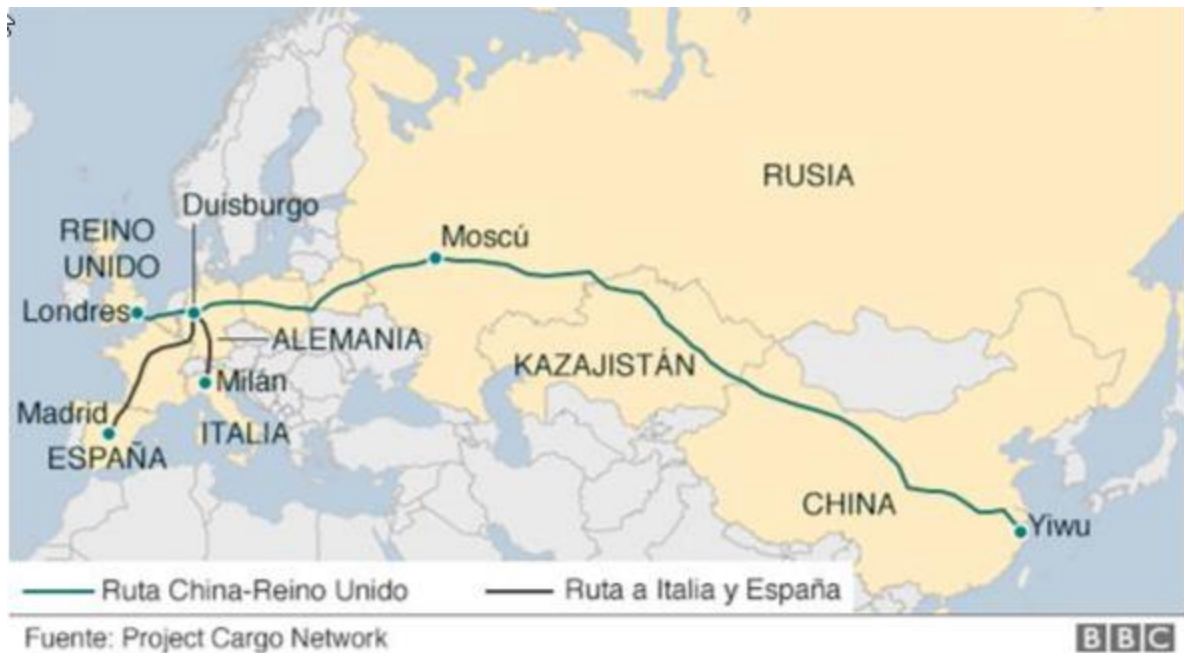 RUSIA
Duisburgo
REINO
UNIDO
Moscú
Londres
ALEMANIA
KAZAJISTÁN
Milán
Madrid
ITALIA
ESPAÑA
CHINA
Yiwu
Ruta China-Reino Unido
Ruta a Italia y España
Fuente: Project Cargo Network
BBC